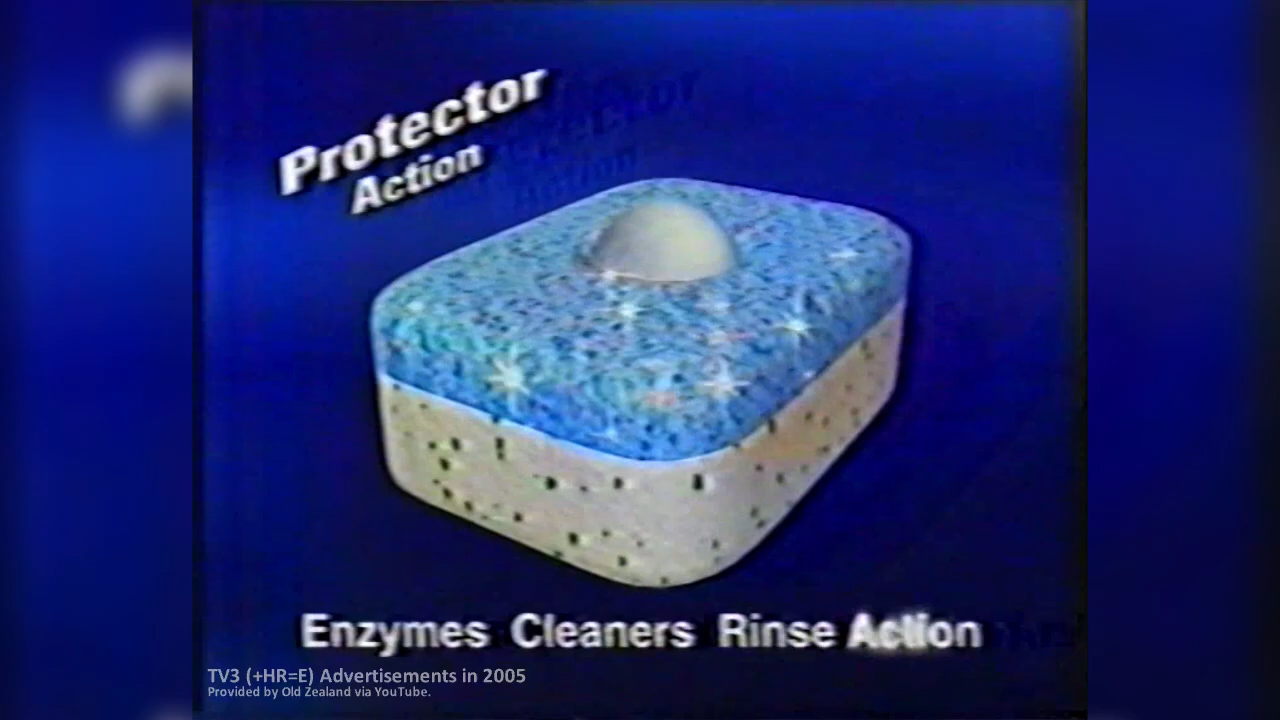 Protector
Action
Enzymes Cleaners Rinse Action
TV3 (+HR=E) Advertisements in 2005
Provided by Old Zealand via YouTube.